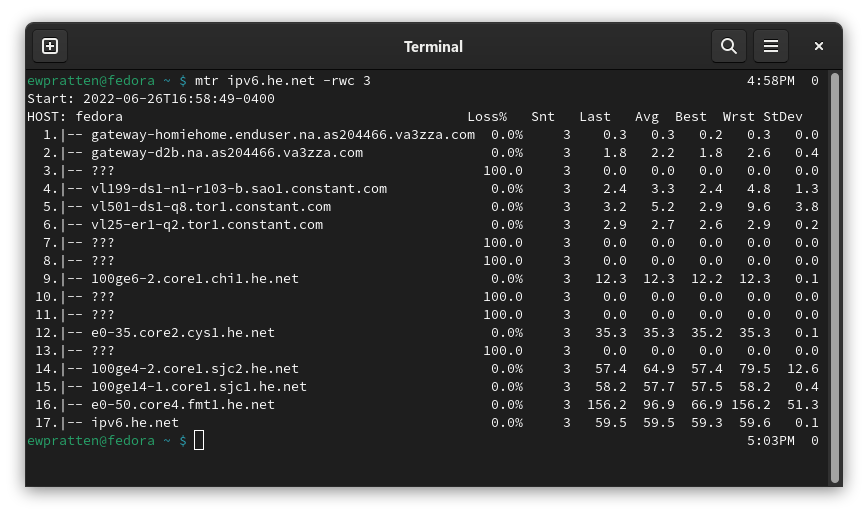 Terminal
ewpratten@fedora ~ $ mtr ipv6.he.net -rwc 3 4:58PM 0
Start: 2022-06-26T16:58:49-0400
HOST: fedora Loss% Snt Last Avg Best Wrst StDev
1.|-- gateway-homiehome.enduser.na.as204466.va3zza.com 0.0% 3 0.3 0.3 0.2 0.3 0.0
2.|-- gateway-d2b.na.as204466.va3zza.com 0.0% 3 1.8 2.2 1.8 2.6 0.4
3.|-- ??? 100.0 3 0.0 0.0 0.0 0.0 0.0
4.|-- vl199-ds1-n1-r103-b.sao1.constant.com 0.0% 3 2.4 3.3 2.4 4.8 1.3
5.|-- vl501-ds1-q8.tor1.constant.com 0.0% 3 3.2 5.2 2.9 9.6 3.8
6.|-- vl25-er1-q2.tor1.constant.com 0.0% 3 2.9 2.7 2.6 2.9 0.2
7.|-- ??? 100.0 3 0.0 0.0 0.0 0.0 0.0
8.|-- ??? 100.0 3 0.0 0.0 0.0 0.0 0.0
9.|-- 100ge6-2.core1.chi1.he.net 0.0% 3 12.3 12.3 12.2 12.3 0.1
10.|-- ??? 100.0 3 0.0 0.0 0.0 0.0 0.0
11.|-- ??? 100.0 3 0.0 0.0 0.0 0.0 0.0
12.|-- e0-35.core2.cys1.he.net 0.0% 3 35.3 35.3 35.2 35.3 0.1
13.|-- ??? 100.0 3 0.0 0.0 0.0 0.0 0.0
14.|-- 100ge4-2.core1.sjc2.he.net 0.0% 3 57.4 64.9 57.4 79.5 12.6
15.|-- 100ge14-1.core1.sjc1.he.net 0.0% 3 58.2 57.7 57.5 58.2 0.4
16.|-- e0-50.core4.fmt1.he.net 0.0% 3 156.2 96.9 66.9 156.2 51.3
17.|-- ipv6.he.net 0.0% 3 59.5 59.5 59.3 59.6 0.1
ewpratten@fedora ~ $ 5:03PM 0